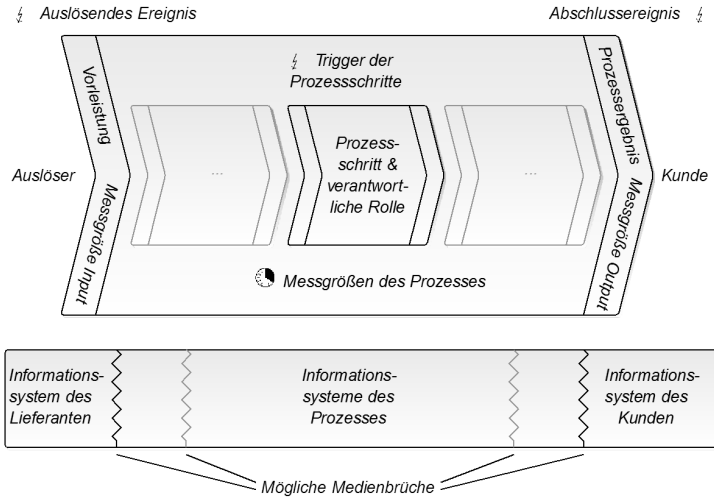 Auslösendes Ereignis
Abschlussereignis
Trigger der
Prozessschritte
Vorleistung
Prozessergebnis
Auslöser
...
Prozess-
schritt &
verantwort-
liche Rolle
...
Kunde
Messgröße Input
Messgröße Output
Messgrößen des Prozesses
Informations-
system des
Lieferanten
Informations-
systeme des
Prozesses
Informations-
system des
Kunden
Mögliche Medienbrüche